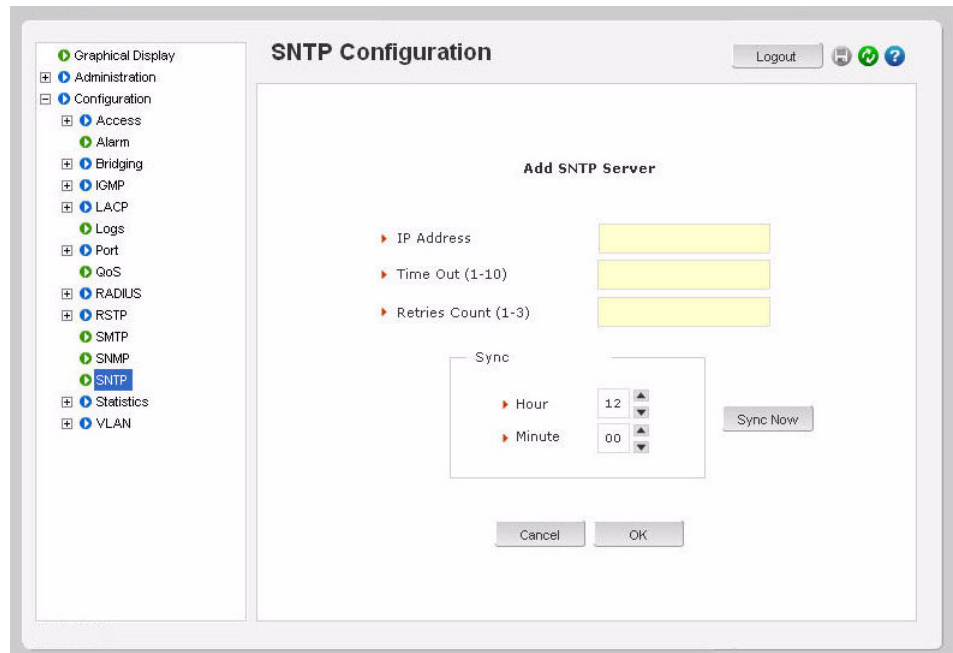 Graphical Display
Administration
Configuration
Access
Alarm
Bridging
IGMP
LACP
Logs
Port
QoS
RADIUS
RSTP
SMTP
SNMP
SNTP
Statistics
VLAN
SNTP Configuration
Logout
?
Add SNTP Server
IP Address
Time Out (1-10)
Retries Count (1-3)
Sync
Hour 12
Minute 00
Sync Now
Cancel OK